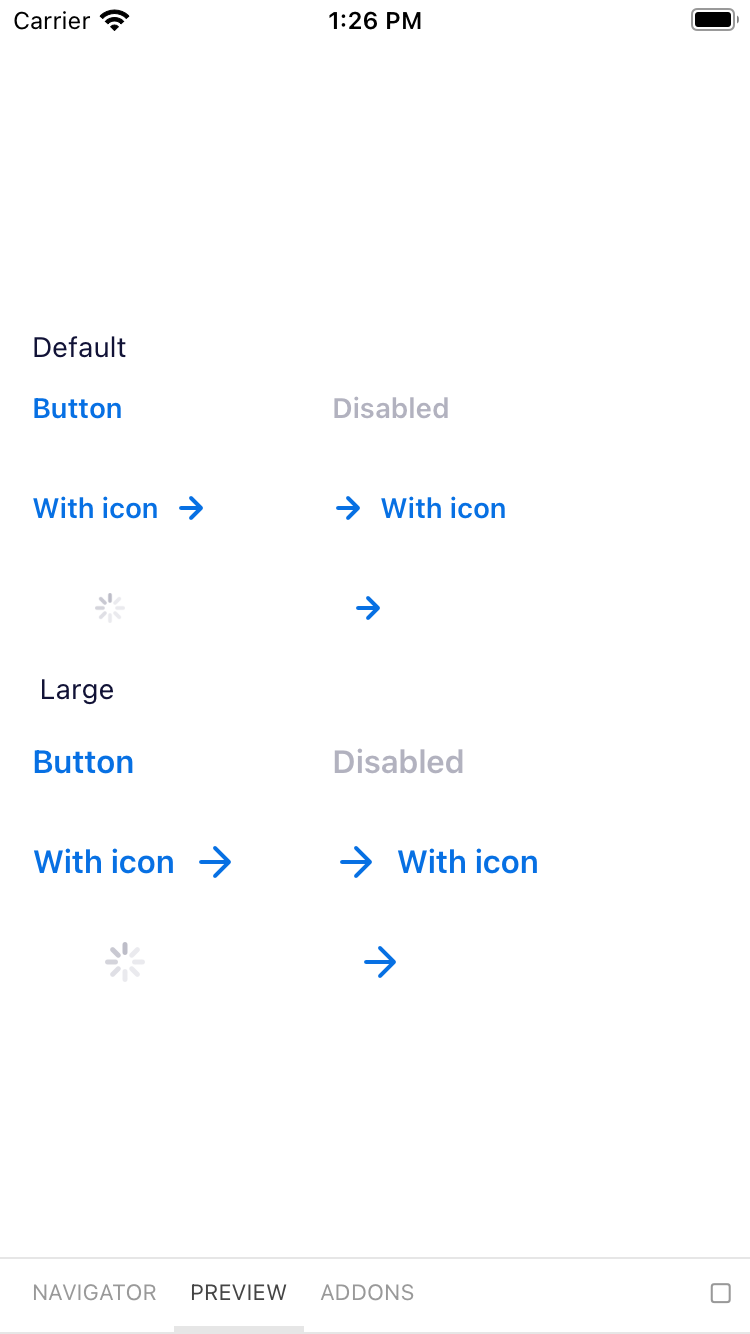 Carrier 1:26 PM
Default
Button Disabled
With icon With icon
Large
Button Disabled
With icon With icon
NAVIGATOR PREVIEW ADDONS